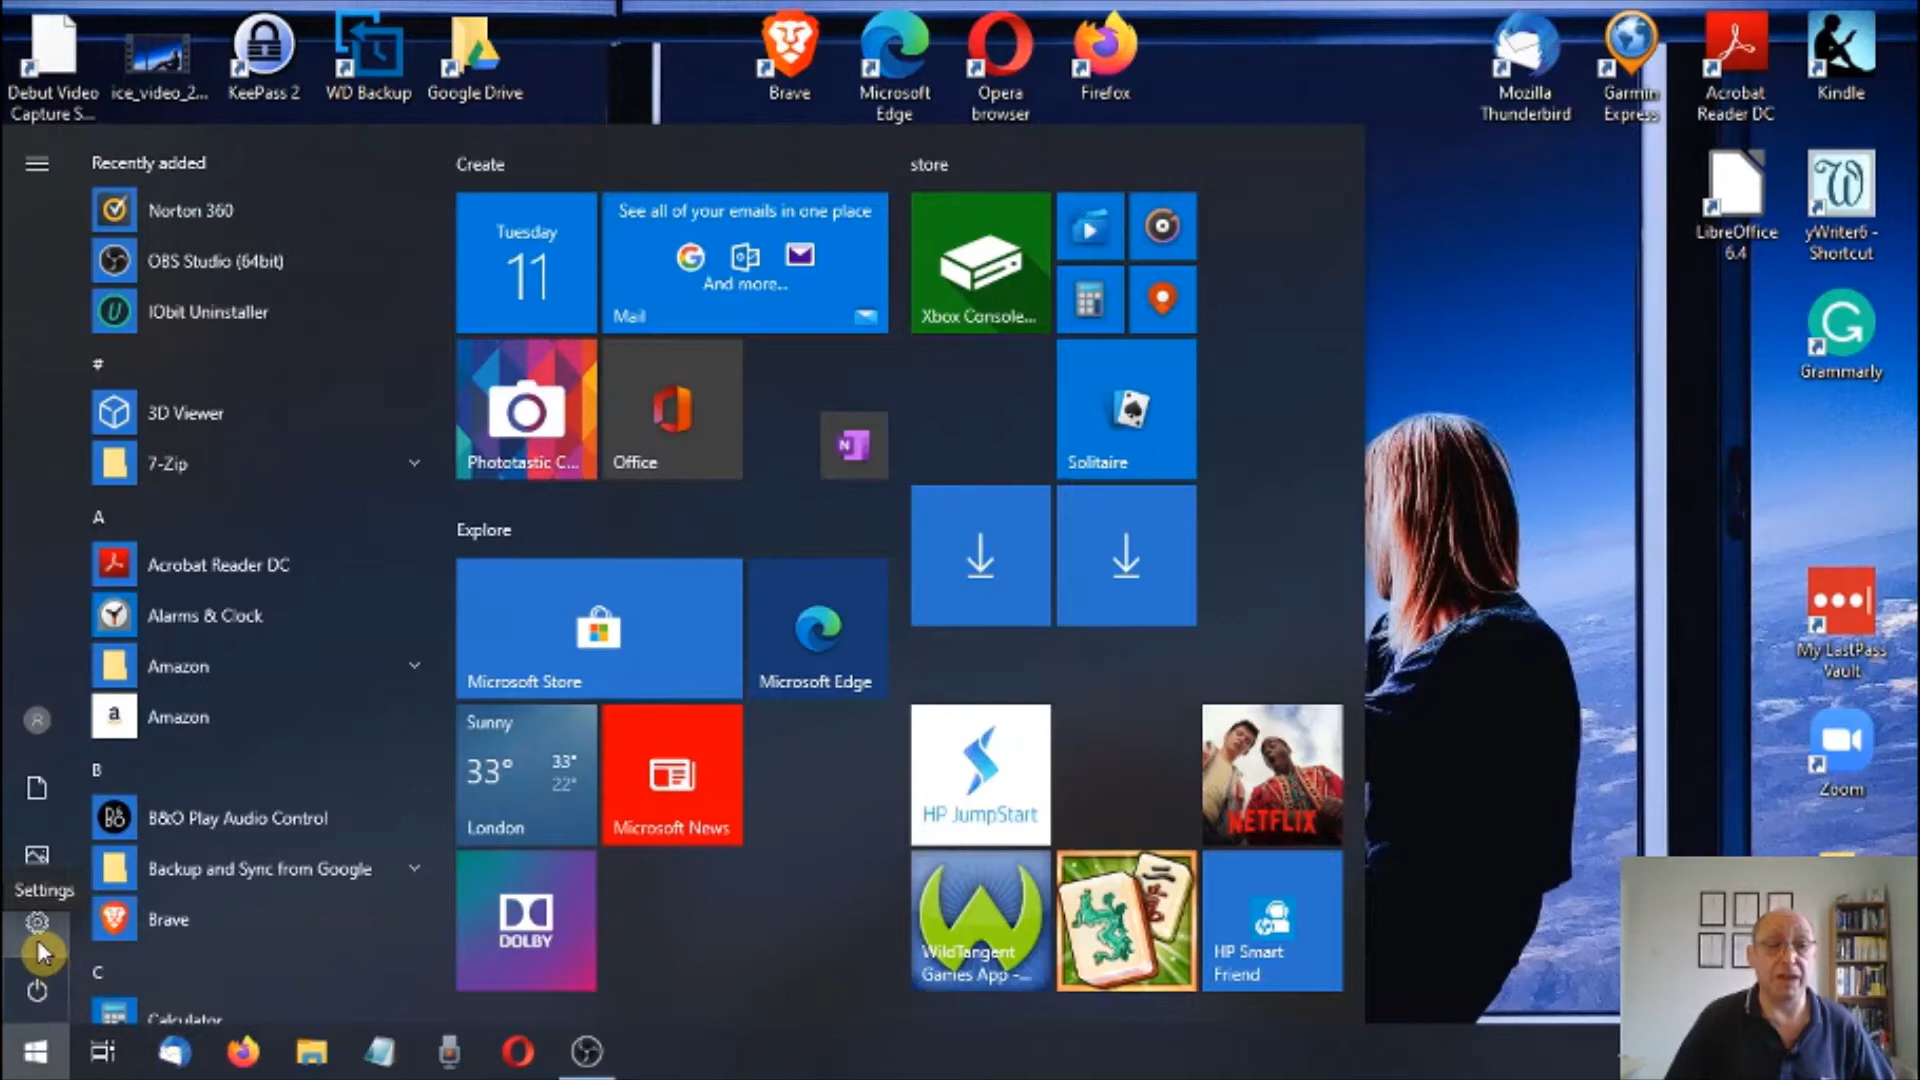 Debut Video
Capture S...
ice_video_2...
KeePass 2
WD Backup
Google Drive
Brave
Microsoft
Edge
Opera
browser
Firefox
Mozilla
Thunderbird
Garmin
Express
Acrobat
Reader DC
Kindle
LibreOffice
6.4
yWriter6 -
Shortcut
Grammarly
My LastPass
Vault
Zoom
Recently added
Norton 360
OBS Studio (64bit)
IObit Uninstaller
#
3D Viewer
7-Zip
A
Acrobat Reader DC
Alarms & Clock
Amazon
a
Amazon
B
B&O Play Audio Control
Backup and Sync from Google
Brave
C
Calculator
Settings
Create
Tuesday
11
See all of your emails in one place
And more...
Mail
Phototastic C...
Office
N
Explore
Microsoft Store
Microsoft Edge
Sunny
33°
33°
22°
London
Microsoft News
DOLBY
store
Xbox Console...
Solitaire
HP JumpStart
NETFLIX
WildTangent
Games App -...
二
萬
HP Smart
Friend